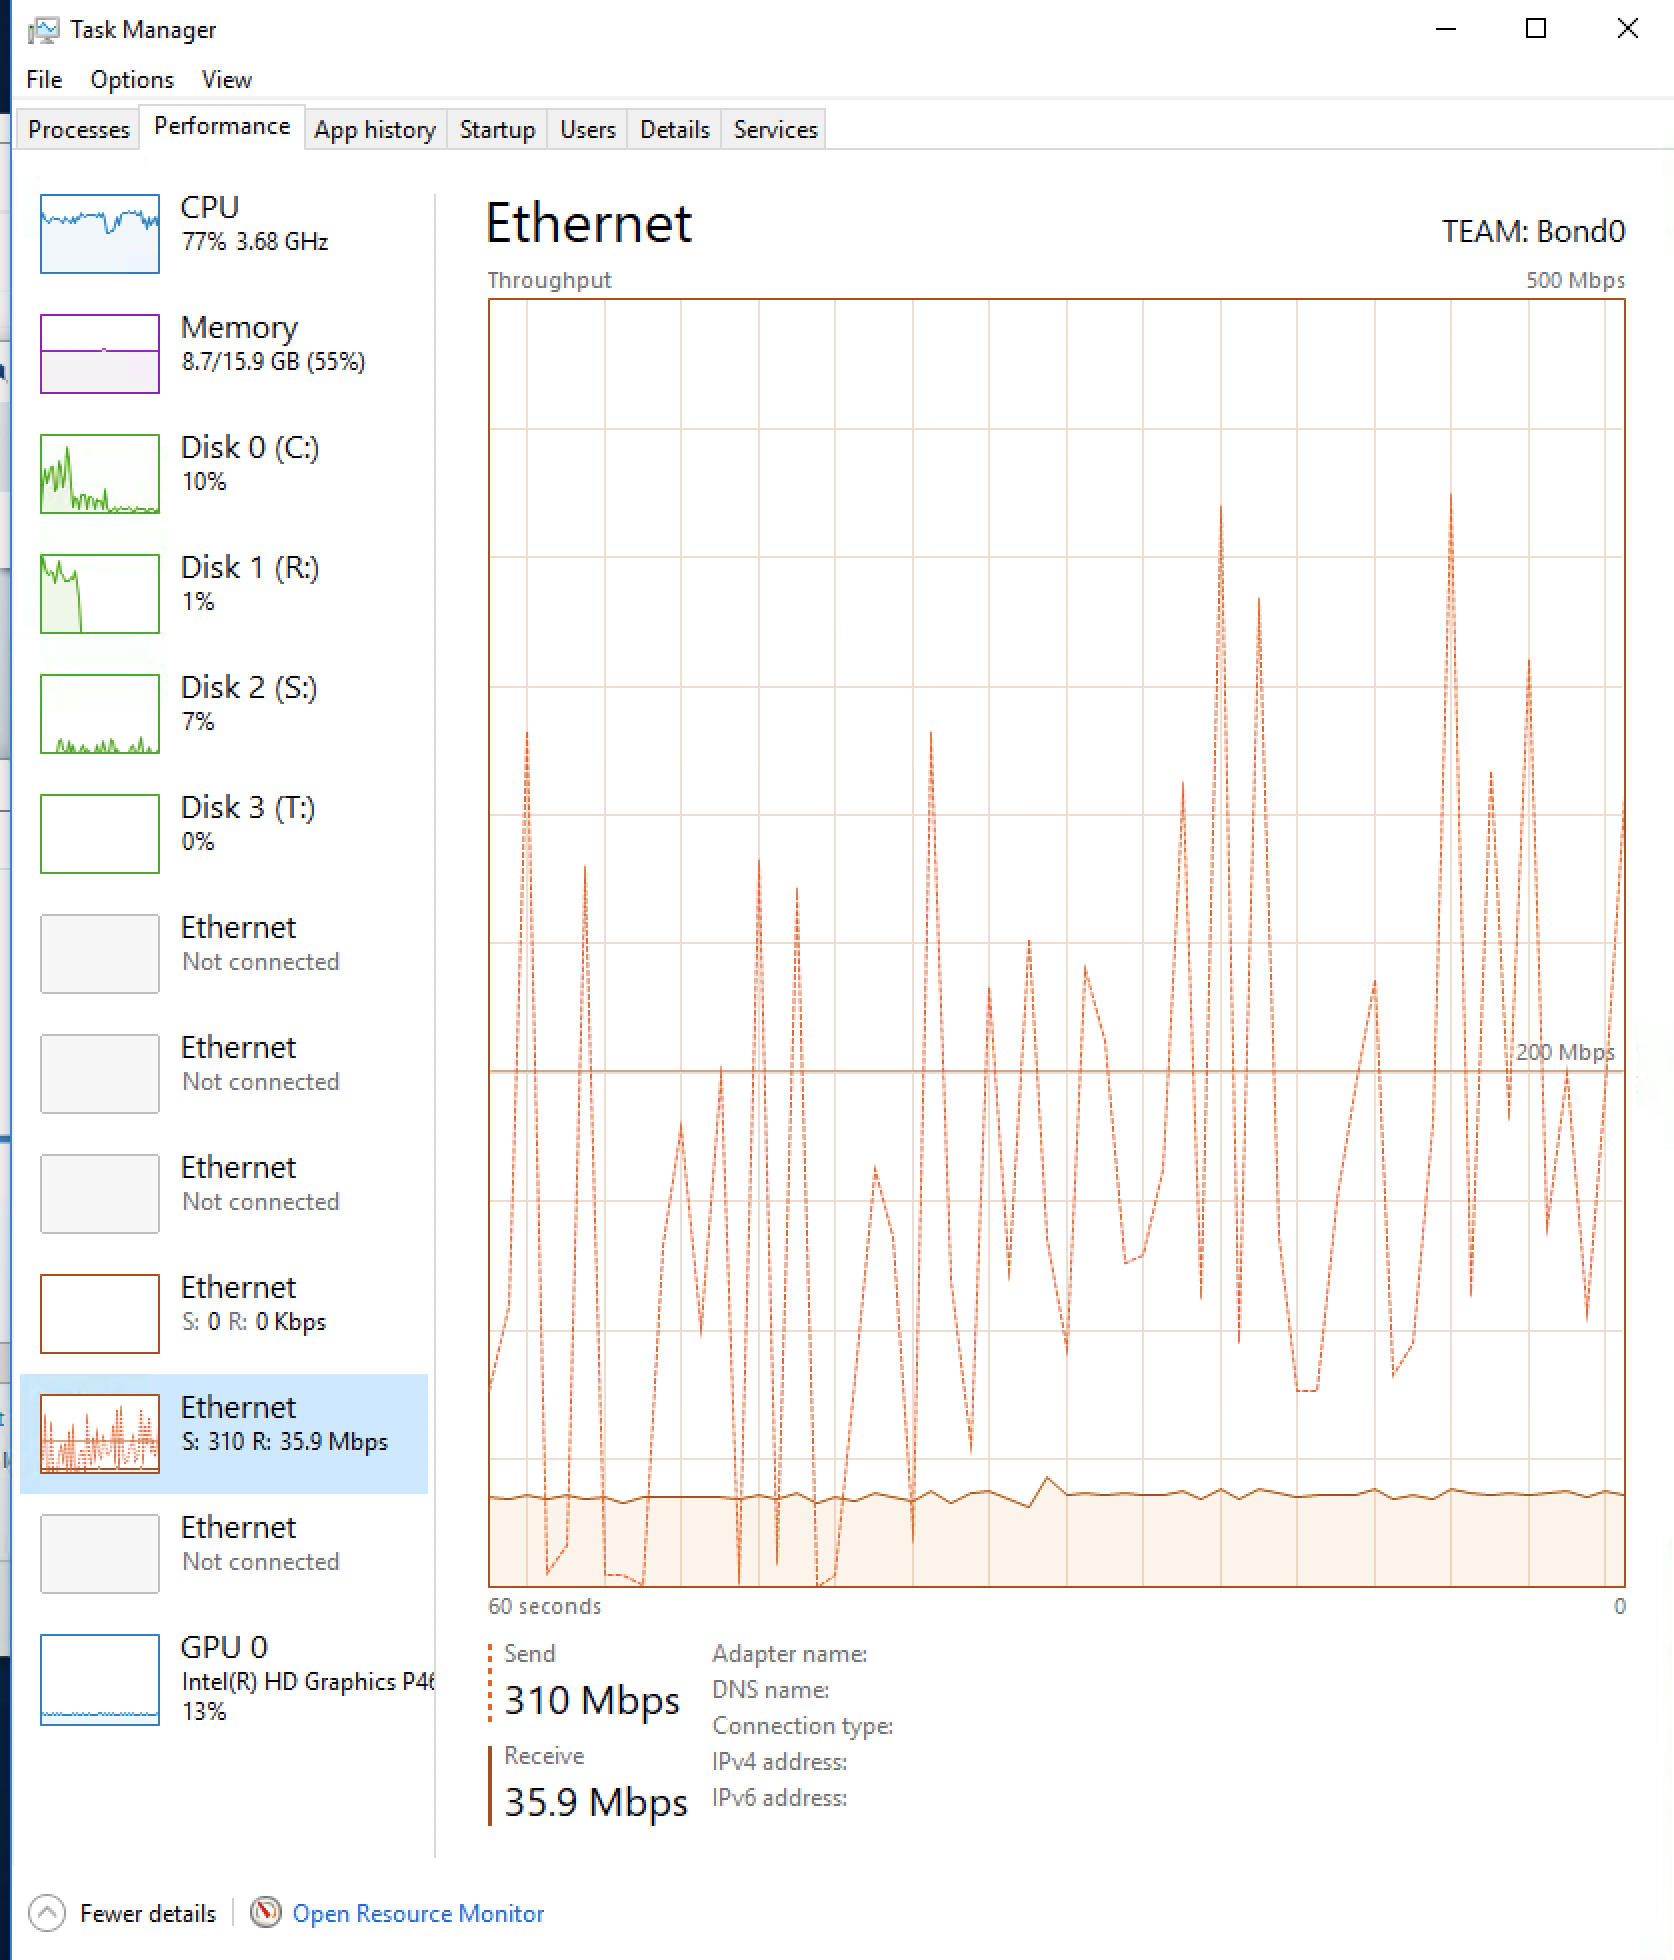 Task Manager
File Options View
Processes Performance App history Startup Users Details Services
CPU
77% 3.68 GHz
Memory
8.7/15.9 GB (55%)
Disk 0 (C:)
10%
Disk 1 (R:)
1%
Disk 2 (S:)
7%
Disk 3 (T:)
0%
Ethernet
Not connected
Ethernet
Not connected
Ethernet
Not connected
Ethernet
S: 0 R: 0 Kbps
Ethernet
S: 310 R: 35.9 Mbps
Ethernet
Not connected
GPU 0
Intel(R) HD Graphics
13%
Ethernet TEAM: Bond0
Throughput 500 Mbps
200 Mbps
60 seconds 0
Send
310 Mbps
Receive
35.9 Mbps
Adapter name:
DNS name:
Connection type:
IPv4 address:
IPv6 address:
Fewer details Open Resource Monitor